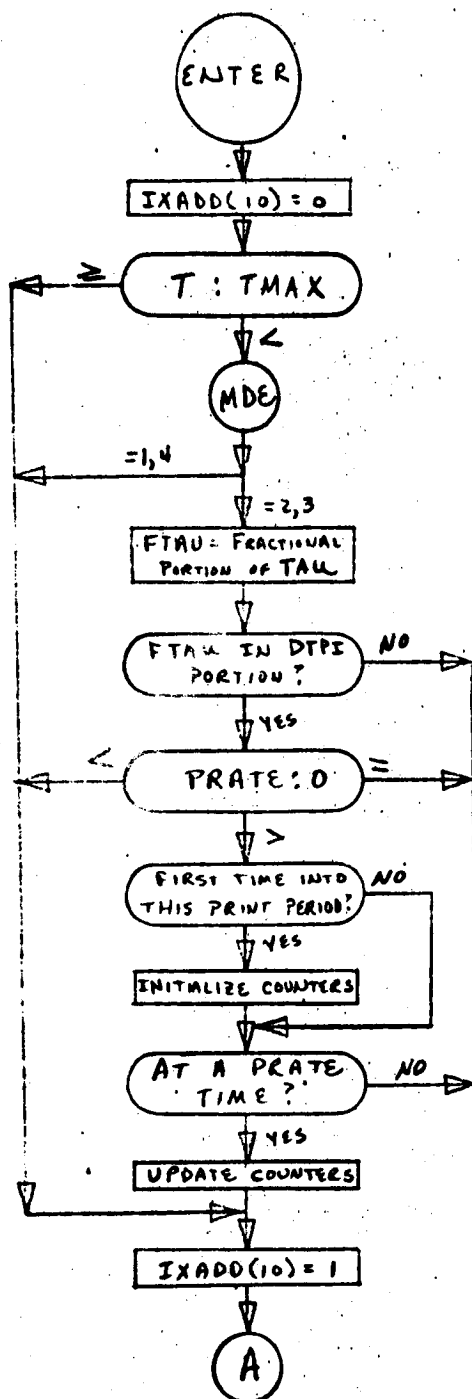 ENTER
IXADD(10) = 0
≥
T : TMAX
<
MDE
=1,4
=2,3
FTAU = FRACTIONAL
PORTION OF TAU
FTAU IN DTPI
PORTION?
NO
YES
<
PRATE : 0
=
>
FIRST TIME INTO
THIS PRINT PERIOD?
NO
YES
INITIALIZE COUNTERS
AT A PRATE
TIME?
NO
YES
UPDATE COUNTERS
IXADD(10) = 1
A